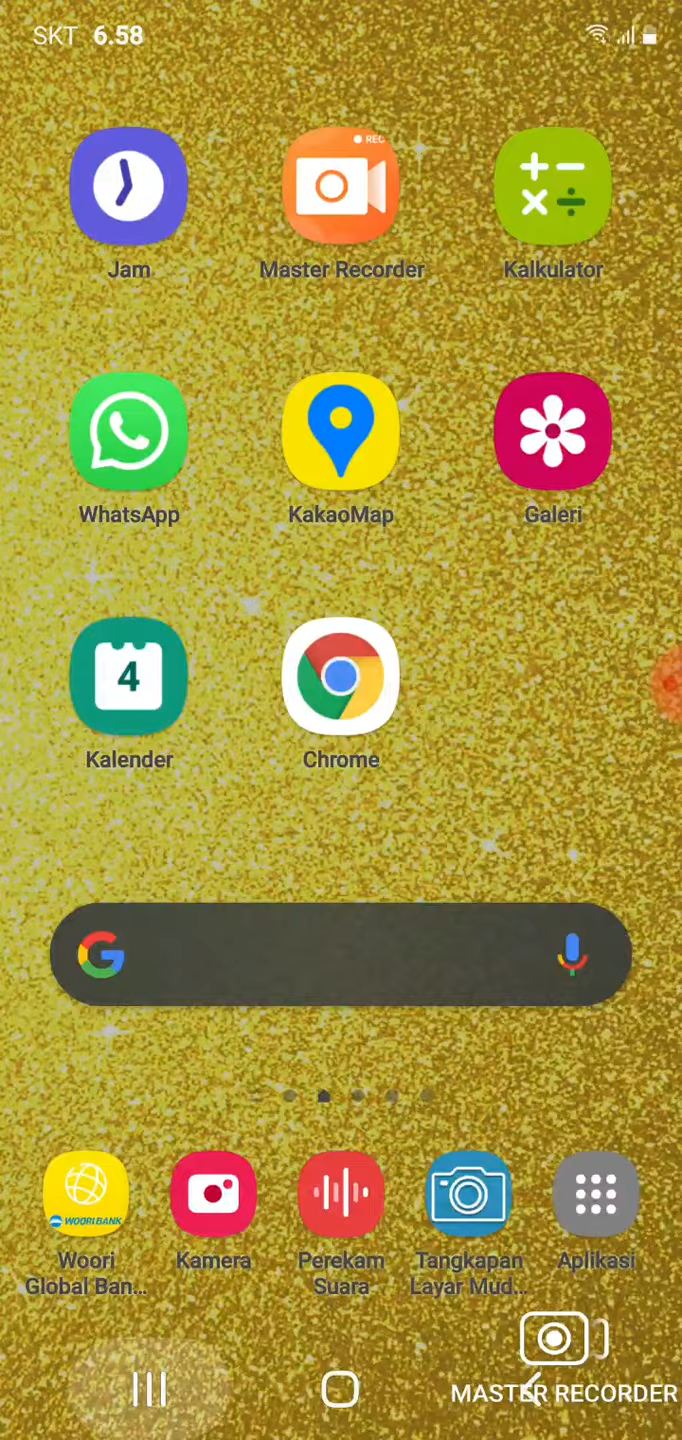 SKT 6.58
REC
Jam
Master Recorder
Kalkulator
WhatsApp
KakaoMap
Galeri
4
Kalender
Chrome
WOORI BANK
Woori
Global Ban...
Kamera
Perekam
Suara
Tangkapan
Layar Mud...
Aplikasi
MASTER RECORDER